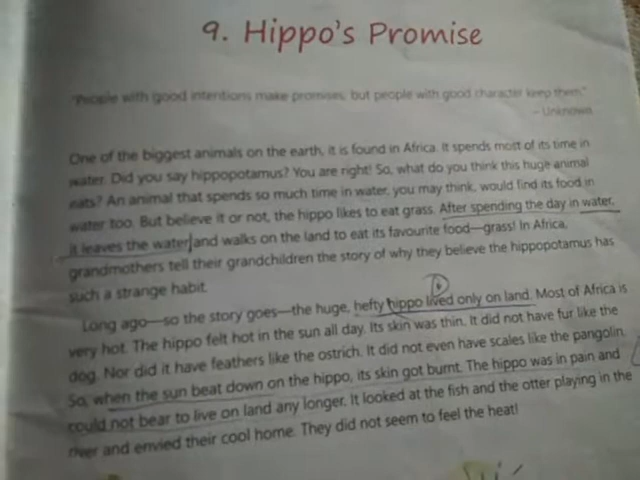 9. Hippo's Promise
"People with good intentions make promises, but people with good character keep them."
– Unknown
One of the biggest animals on the earth, it is found in Africa. It spends most of its time in
water. Did you say hippopotamus? You are right! So, what do you think this huge animal
eats? An animal that spends so much time in water, you may think, would find its food in
water too. But believe it or not, the hippo likes to eat grass. After spending the day in water,
it leaves the water and walks on the land to eat its favourite food—grass! In Africa,
grandmothers tell their grandchildren the story of why they believe the hippopotamus has
such a strange habit.
Long ago—so the story goes—the huge, hefty hippo lived only on land. Most of Africa is
very hot. The hippo felt hot in the sun all day. Its skin was thin. It did not have fur like the
dog. Nor did it have feathers like the ostrich. It did not even have scales like the pangolin.
So, when the sun beat down on the hippo, its skin got burnt. The hippo was in pain and
could not bear to live on land any longer. It looked at the fish and the otter playing in the
river and envied their cool home. They did not seem to feel the heat!